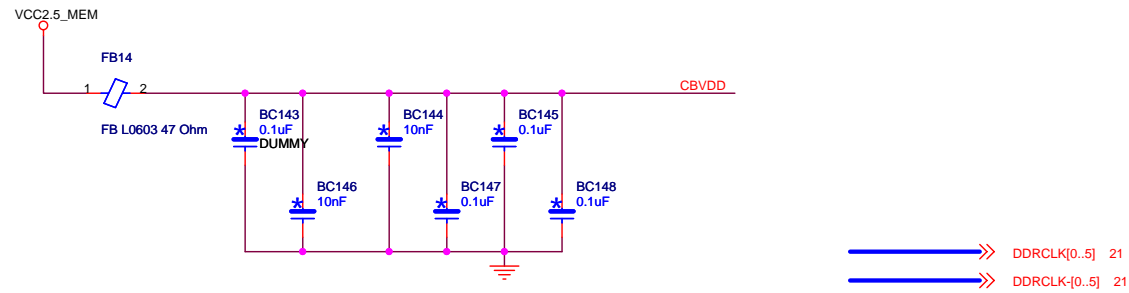 VCC2.5_MEM
FB14
1 2
FB L0603 47 Ohm
CBVDD
BC143
0.1uF
DUMMY
BC144
10nF
BC145
0.1uF
BC146
10nF
BC147
0.1uF
BC148
0.1uF
DDRCLK[0..5] 21
DDRCLK-[0..5] 21